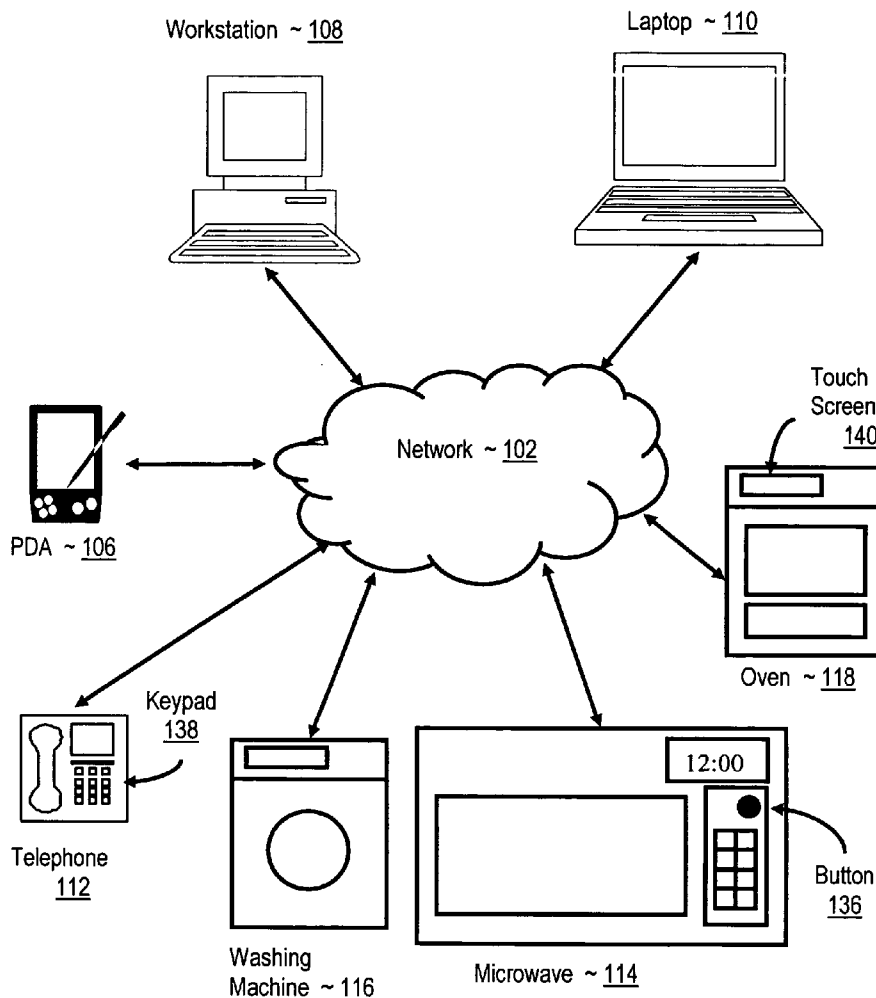 Workstation ~ 108
Laptop ~ 110
Touch
Screen
140
Network ~ 102
PDA ~ 106
Oven ~ 118
Keypad
138
12:00
Telephone
112
Button
136
Washing
Machine ~ 116
Microwave ~ 114